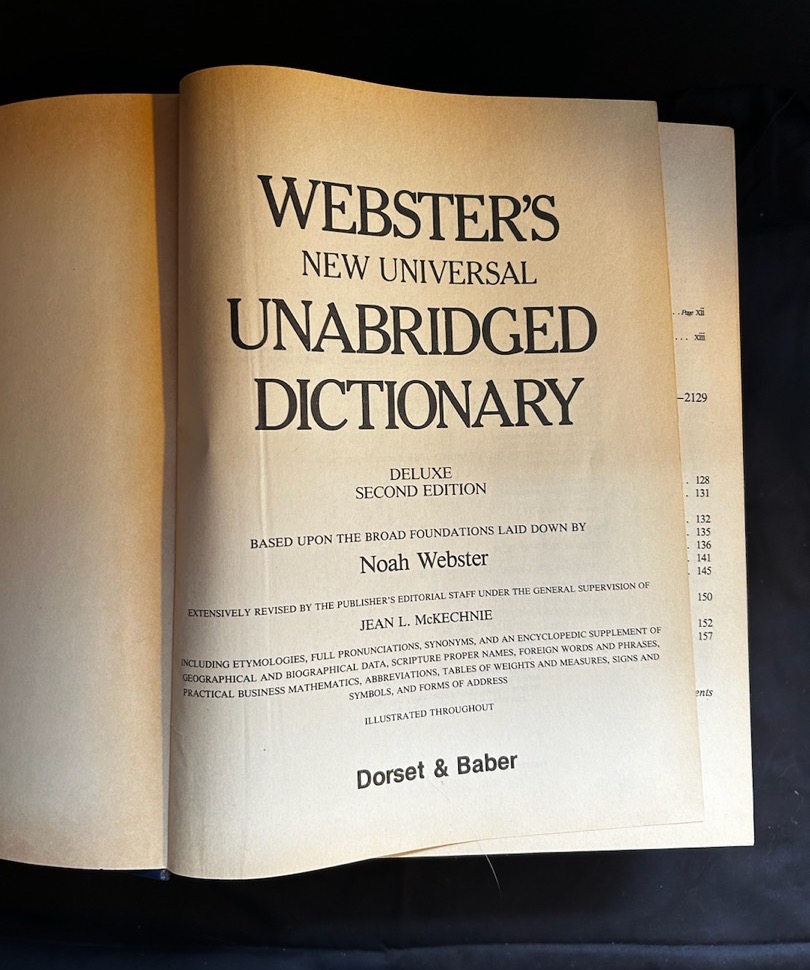 WEBSTER'S
NEW UNIVERSAL
UNABRIDGED
DICTIONARY
DELUXE
SECOND EDITION
BASED UPON THE BROAD FOUNDATIONS LAID DOWN BY
Noah Webster
EXTENSIVELY REVISED BY THE PUBLISHER'S EDITORIAL STAFF UNDER THE GENERAL SUPERVISION OF
JEAN L. McKECHNIE
INCLUDING ETYMOLOGIES, FULL PRONUNCIATIONS, SYNONYMS, AND AN ENCYCLOPEDIC SUPPLEMENT OF
GEOGRAPHICAL AND BIOGRAPHICAL DATA, SCRIPTURE PROPER NAMES, FOREIGN WORDS AND PHRASES,
PRACTICAL BUSINESS MATHEMATICS, ABBREVIATIONS, TABLES OF WEIGHTS AND MEASURES, SIGNS AND
SYMBOLS, AND FORMS OF ADDRESS
ILLUSTRATED THROUGHOUT
Dorset & Baber
. . Page xii
. . . xiii
–2129
. 128
. 131
. 132
. 135
. 136
. 141
. 145
150
152
157
ents